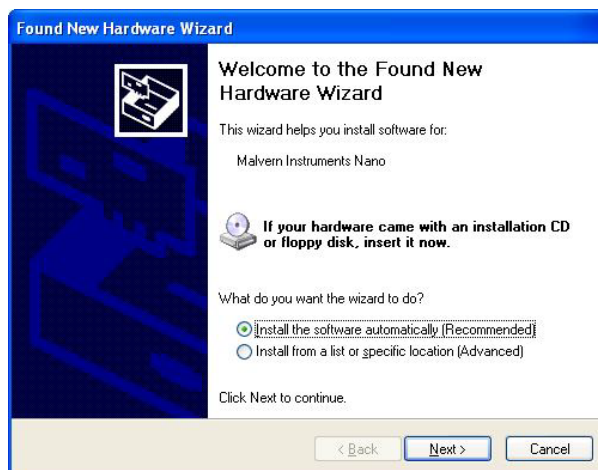 Found New Hardware Wizard
Welcome to the Found New
Hardware Wizard
This wizard helps you install software for:
Malvern Instruments Nano
If your hardware came with an installation CD
or floppy disk, insert it now.
What do you want the wizard to do?
Install the software automatically (Recommended)
Install from a list or specific location (Advanced)
Click Next to continue.
< Back
Next >
Cancel